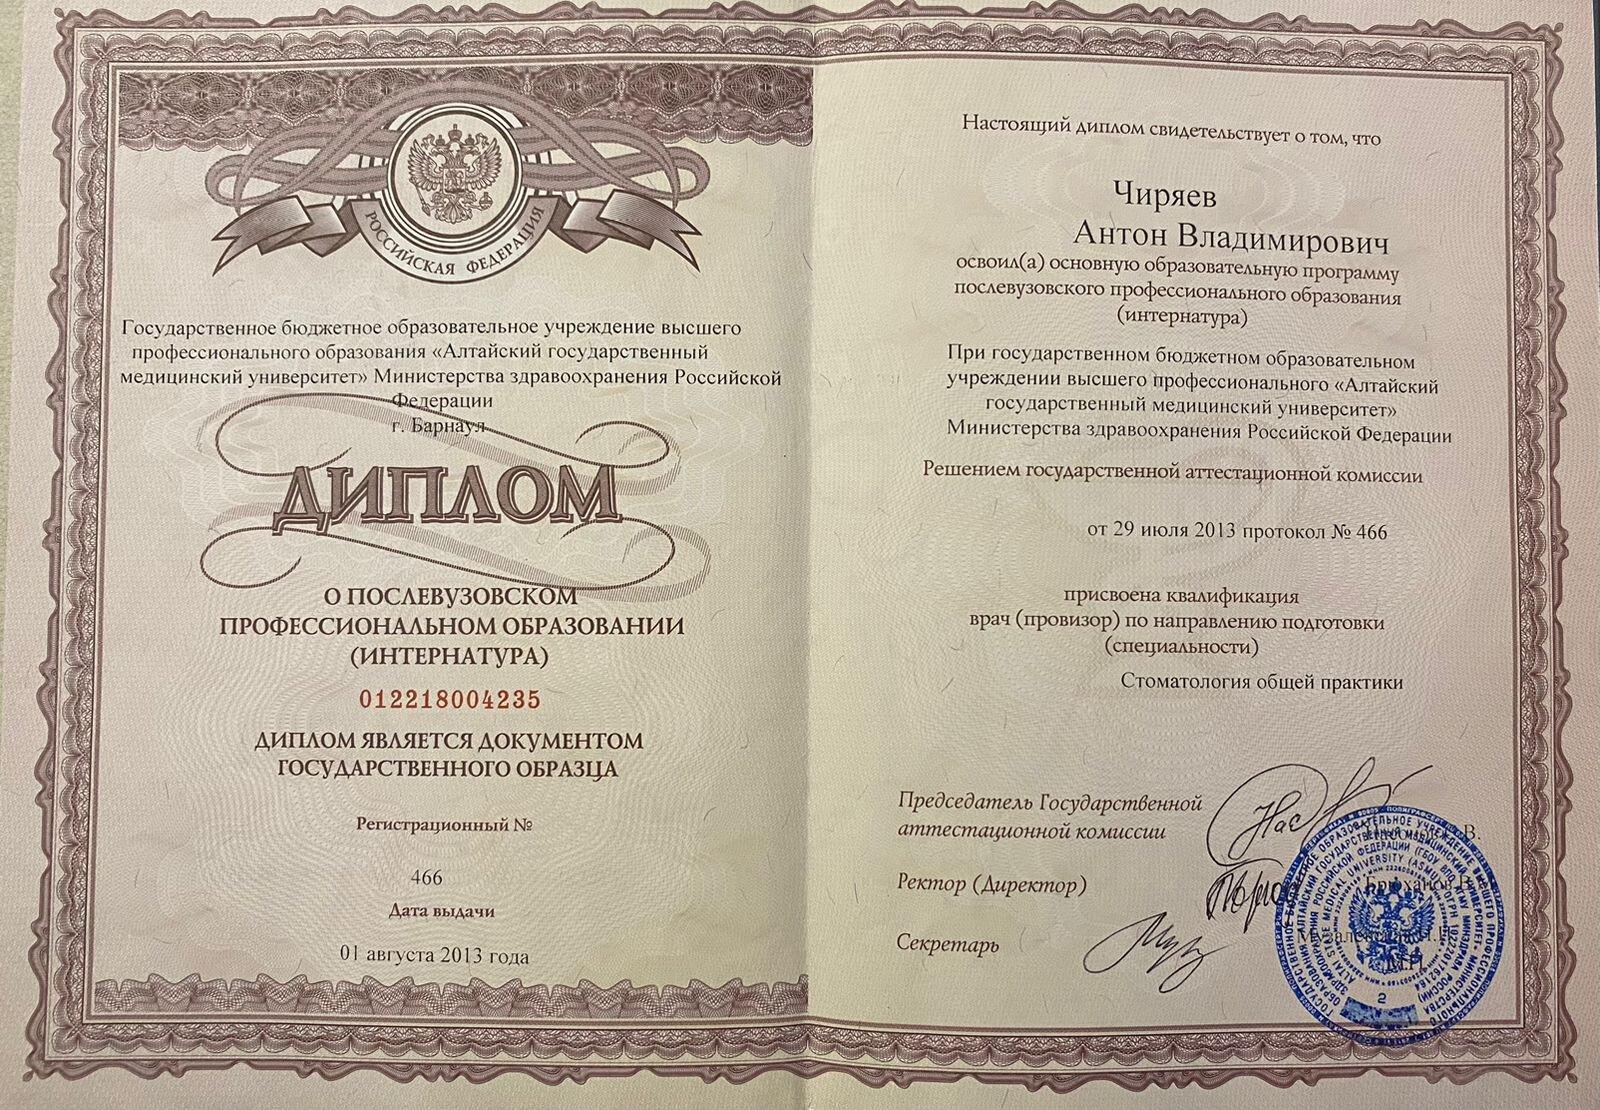 РОССИЙСКАЯ ФЕДЕРАЦИЯ
Государственное бюджетное образовательное учреждение высшего
профессионального образования «Алтайский государственный
медицинский университет» Министерства здравоохранения Российской
Федерации
г. Барнаул
ДИПЛОМ
О ПОСЛЕВУЗОВСКОМ
ПРОФЕССИОНАЛЬНОМ ОБРАЗОВАНИИ
(ИНТЕРНАТУРА)
012218004235
ДИПЛОМ ЯВЛЯЕТСЯ ДОКУМЕНТОМ
ГОСУДАРСТВЕННОГО ОБРАЗЦА
Регистрационный №
466
Дата выдачи
01 августа 2013 года
Настоящий диплом свидетельствует о том, что
Чиряев
Антон Владимирович
освоил(а) основную образовательную программу
послевузовского профессионального образования
(интернатура)
При государственном бюджетном образовательном
учреждении высшего профессионального «Алтайский
государственный медицинский университет»
Министерства здравоохранения Российской Федерации
Решением государственной аттестационной комиссии
от 29 июля 2013 протокол № 466
присвоена квалификация
врач (провизор) по направлению подготовки
(специальности)
Стоматология общей практики
Председатель Государственной
аттестационной комиссии
Ректор (Директор)
Брюханов В.
Секретарь
М.П.
2